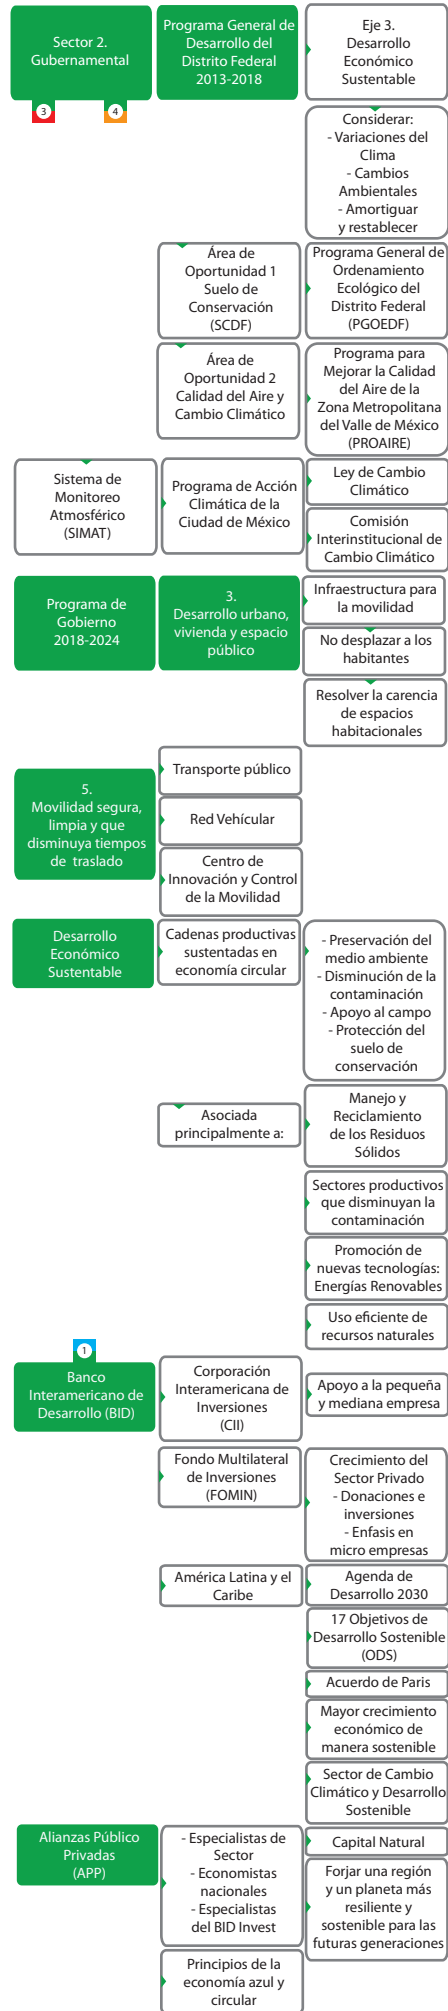 Sector 2.
Gubernamental
3
4
Programa General de
Desarrollo del
Distrito Federal
2013-2018
Eje 3.
Desarrollo
Económico
Sustentable
Considerar:
- Variaciones del
Clima
- Cambios
Ambientales
- Amortiguar
y restablecer
Área de
Oportunidad 1
Suelo de
Conservación
(SCDF)
Programa General de
Ordenamiento
Ecológico del
Distrito Federal
(PGOEDF)
Área de
Oportunidad 2
Calidad del Aire y
Cambio Climático
Programa para
Mejorar la Calidad
del Aire de la
Zona Metropolitana
del Valle de México
(PROAIRE)
Sistema de
Monitoreo
Atmosférico
(SIMAT)
Programa de Acción
Climática de la
Ciudad de México
Ley de Cambio
Climático
Comisión
Interinstitucional de
Cambio Climático
Programa de
Gobierno
2018-2024
3.
Desarrollo urbano,
vivienda y espacio
público
Infraestructura para
la movilidad
No desplazar a los
habitantes
Resolver la carencia
de espacios
habitacionales
5.
Movilidad segura,
limpia y que
disminuya tiempos
de traslado
Transporte público
Red Vehícular
Centro de
Innovación y Control
de la Movilidad
Desarrollo
Económico
Sustentable
Cadenas productivas
sustentadas en
economía circular
- Preservación del
medio ambiente
- Disminución de la
contaminación
- Apoyo al campo
- Protección del
suelo de
conservación
Asociada
principalmente a:
Manejo y
Reciclamiento
de los Residuos
Sólidos
Sectores productivos
que disminuyan la
contaminación
Promoción de
nuevas tecnologías:
Energías Renovables
Uso eficiente de
recursos naturales
1
Banco
Interamericano de
Desarrollo (BID)
Corporación
Interamericana de
Inversiones
(CII)
Apoyo a la pequeña
y mediana empresa
Fondo Multilateral
de Inversiones
(FOMIN)
Crecimiento del
Sector Privado
- Donaciones e
inversiones
- Enfasis en
micro empresas
América Latina y el
Caribe
Agenda de
Desarrollo 2030
17 Objetivos de
Desarrollo Sostenible
(ODS)
Acuerdo de Paris
Mayor crecimiento
económico de
manera sostenible
Sector de Cambio
Climático y Desarrollo
Sostenible
Alianzas Público
Privadas
(APP)
- Especialistas de
Sector
- Economistas
nacionales
- Especialistas
del BID Invest
Capital Natural
Forjar una región
y un planeta más
resiliente y
sostenible para las
futuras generaciones
Principios de la
economía azul y
circular